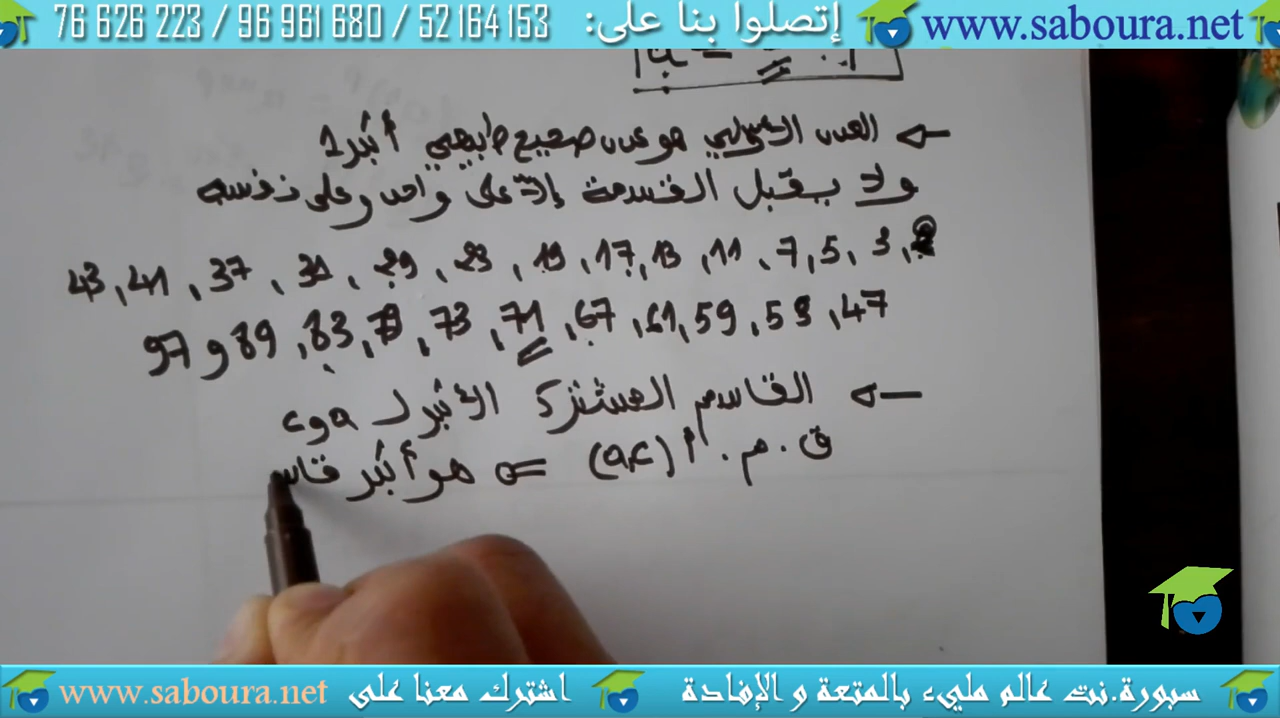 www.saboura.net إتصلوا بنا على: 76 626 223 / 96 961 680 / 52 164 153
العدد الأولي هو عدد صحيح طبيعي أكبر 1
ولا يقبل القسمة إلا على واحد وعلى نفسه
2, 3, 5, 7, 11, 13, 17, 19, 23, 29, 31, 37, 41, 43
47, 53, 59, 61, 67, 71, 73, 79, 83, 89 و 97
القاسم المشترك الأكبر لـ a و c
ق.م.أ (a,c) = هو أكبر قاس
سبورة.نت عالم مليء بالمتعة و الإفادة اشترك معنا على www.saboura.net